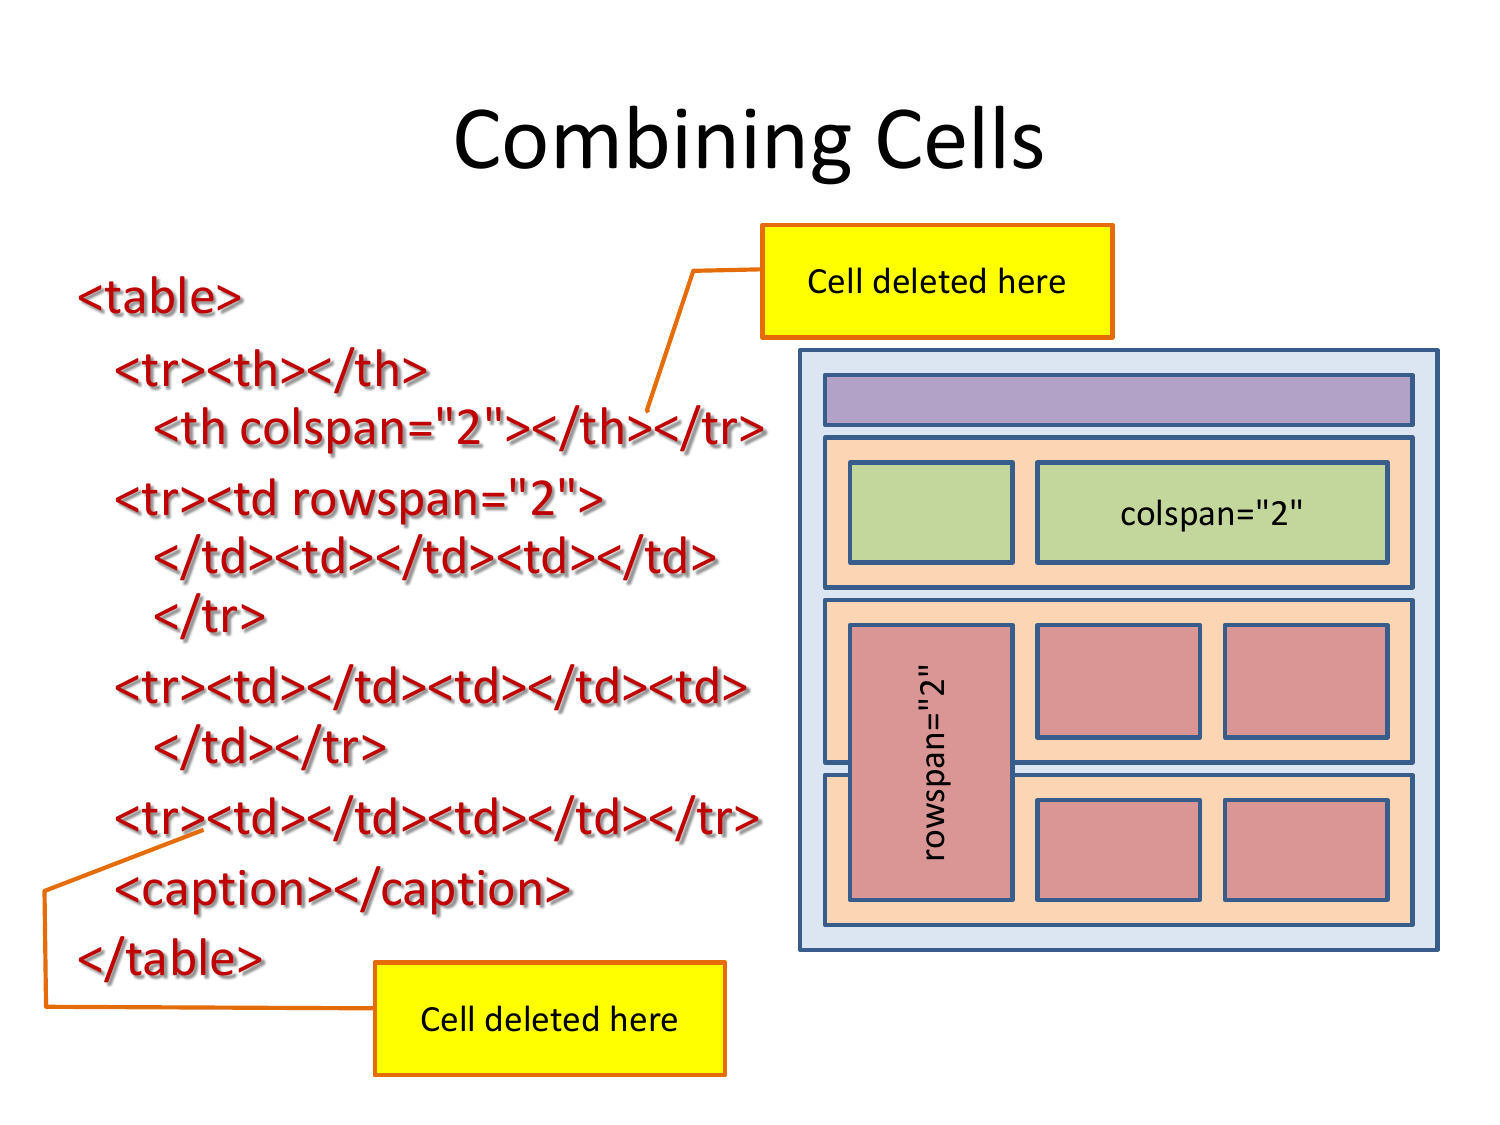 Combining Cells
Cell deleted here
<table>
<tr><th></th>
<th colspan="2"></th></tr>
<tr><td rowspan="2">
</td><td></td><td></td>
</tr>
<tr><td></td><td></td><td>
</td></tr>
<tr><td></td><td></td></tr>
<caption></caption>
</table>
Cell deleted here
colspan="2"
rowspan="2"